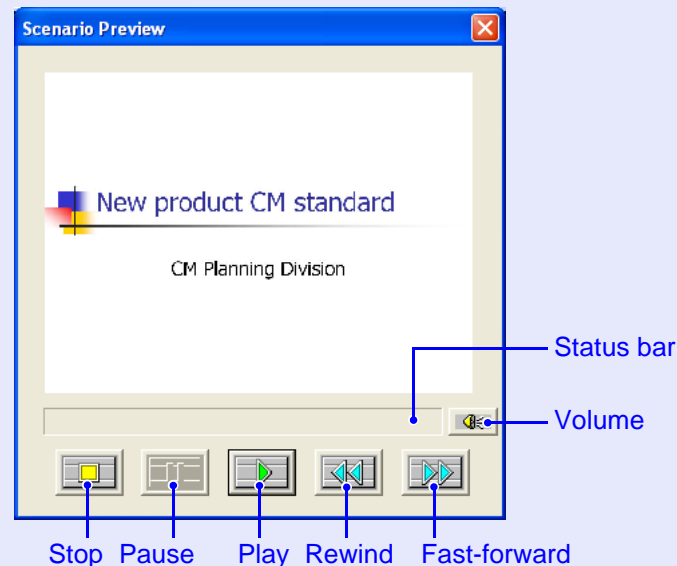 Scenario Preview
New product CM standard
CM Planning Division
Status bar
Volume
Stop Pause Play Rewind Fast-forward